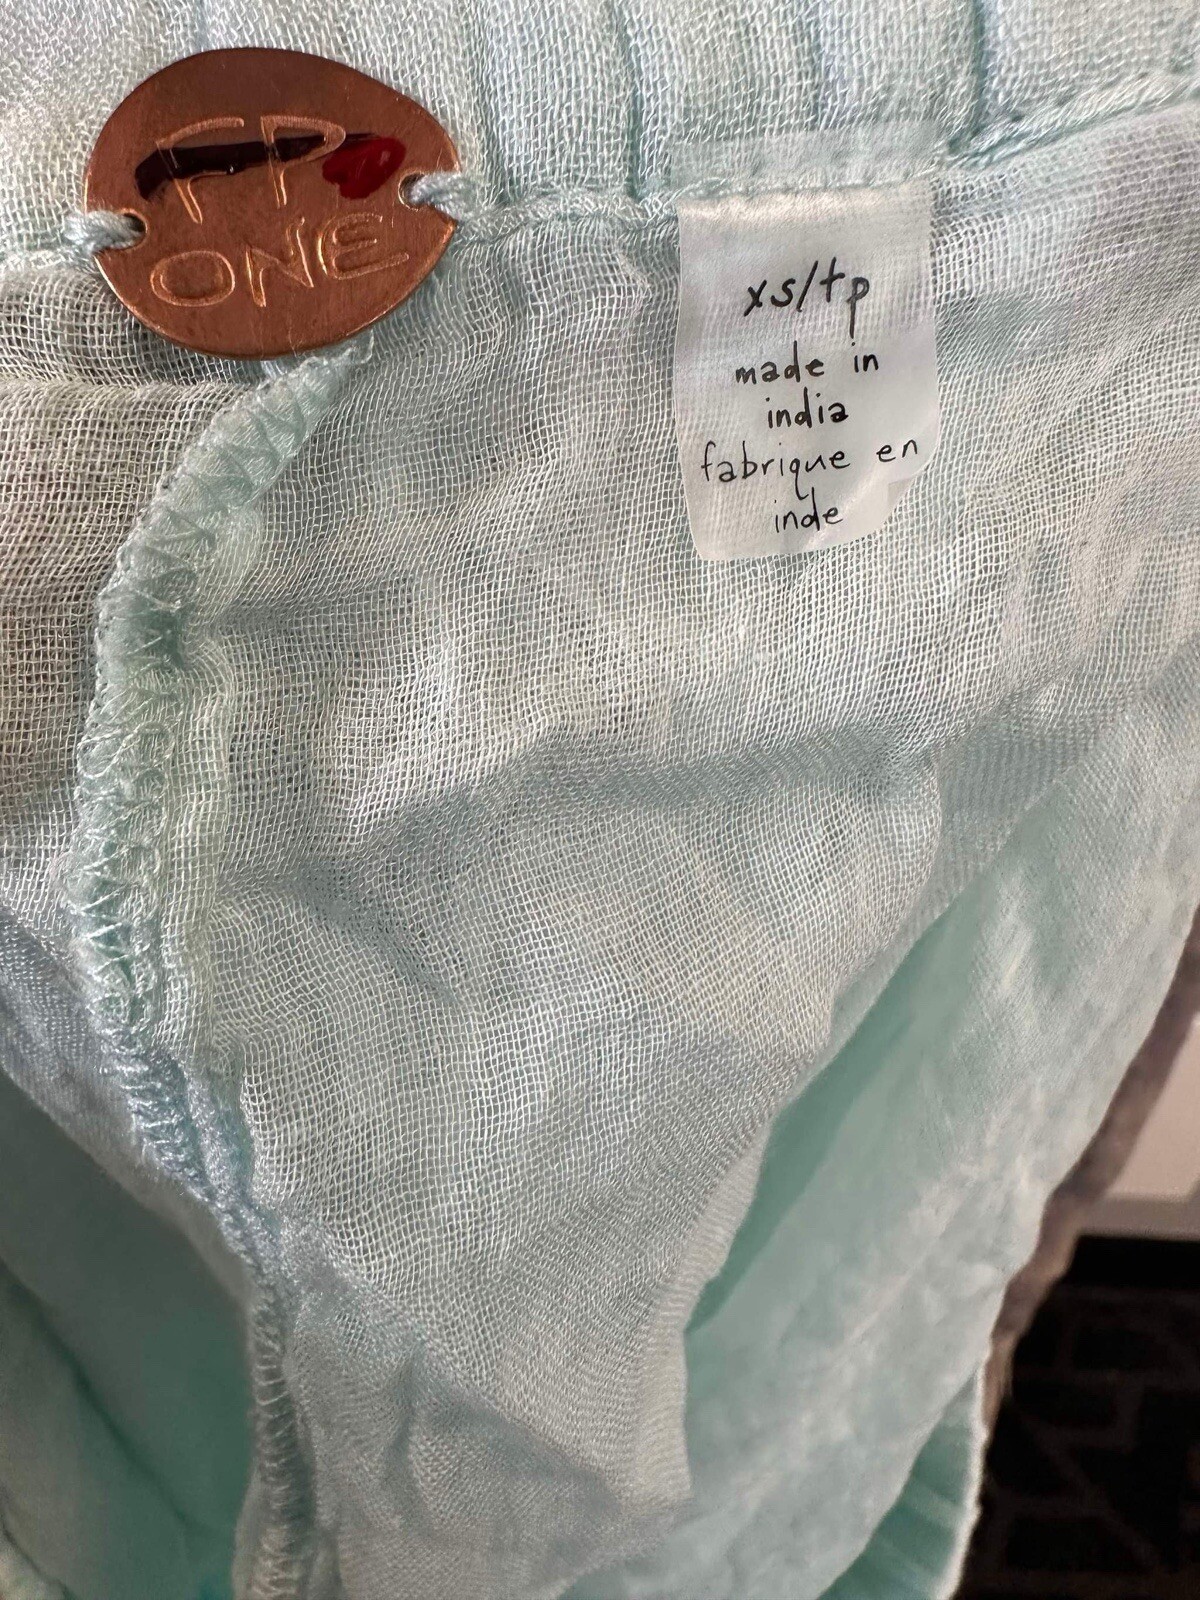 FP
ONE
xs/tp
made in
india
fabrique en
inde